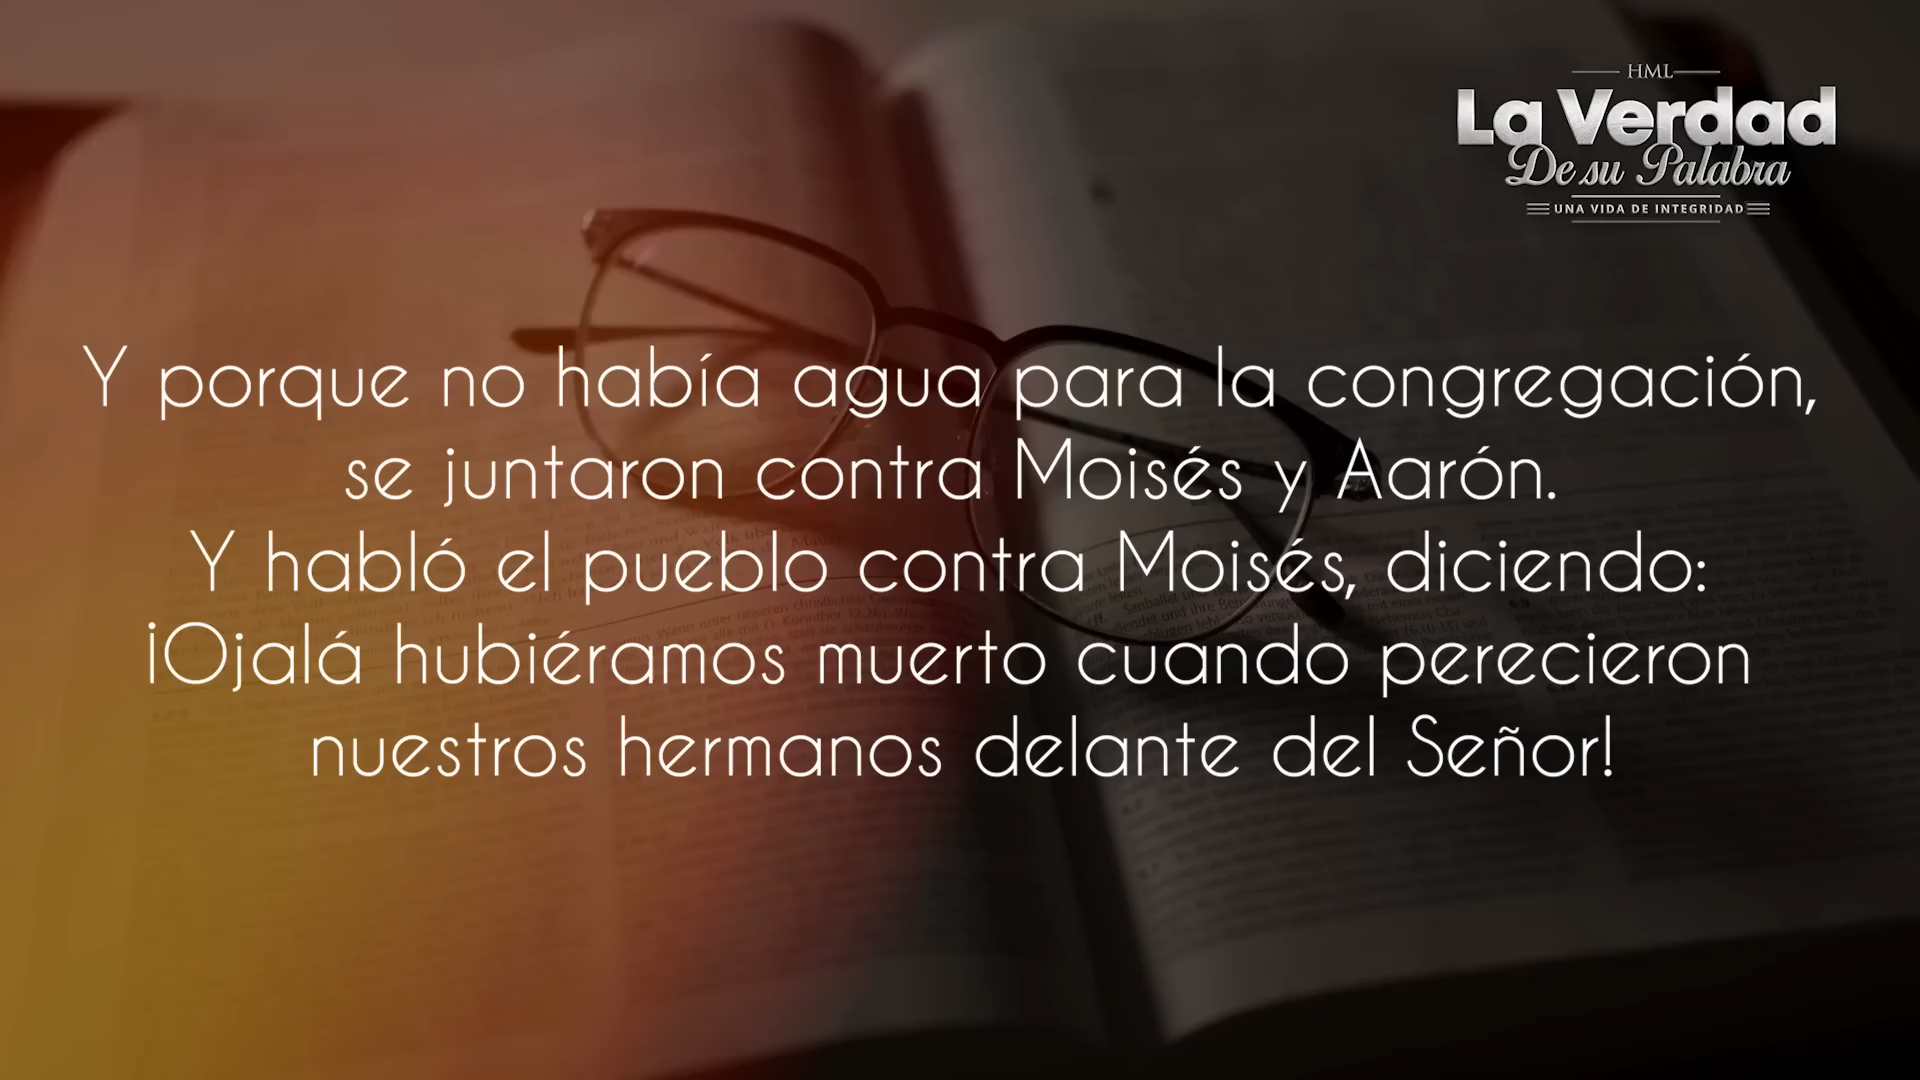 HML
La Verdad
De su Palabra
UNA VIDA DE INTEGRIDAD
Y porque no había agua para la congregación,
se juntaron contra Moisés y Aarón.
Y habló el pueblo contra Moisés, diciendo:
¡Ojalá hubiéramos muerto cuando perecieron
nuestros hermanos delante del Señor!